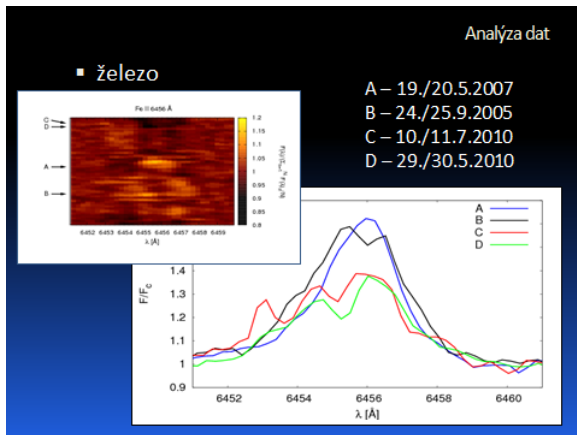 Analýza dat
▪ železo
A – 19./20.5.2007
B – 24./25.9.2005
C – 10./11.7.2010
D – 29./30.5.2010
Fe II 6456 Å
C
D
A
B
1.2
1.15
1.1
1.05
1
0.95
0.9
0.85
0.8
6452 6453 6454 6455 6456 6457 6458 6459
λ [Å]
A
B
C
D
1.4
1.3
1.2
1.1
1
0.9
F/Fc
6452 6454 6456 6458 6460
λ [Å]